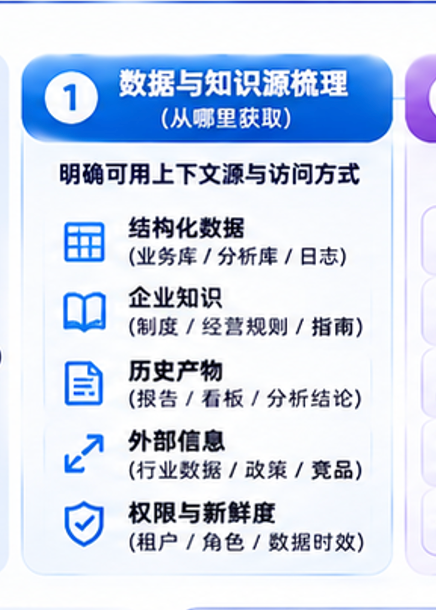 1
数据与知识源梳理
(从哪里获取)
明确可用上下文源与访问方式
结构化数据
(业务库 / 分析库 / 日志)
企业知识
(制度 / 经营规则 / 指南)
历史产物
(报告 / 看板 / 分析结论)
外部信息
(行业数据 / 政策 / 竞品)
权限与新鲜度
(租户 / 角色 / 数据时效)